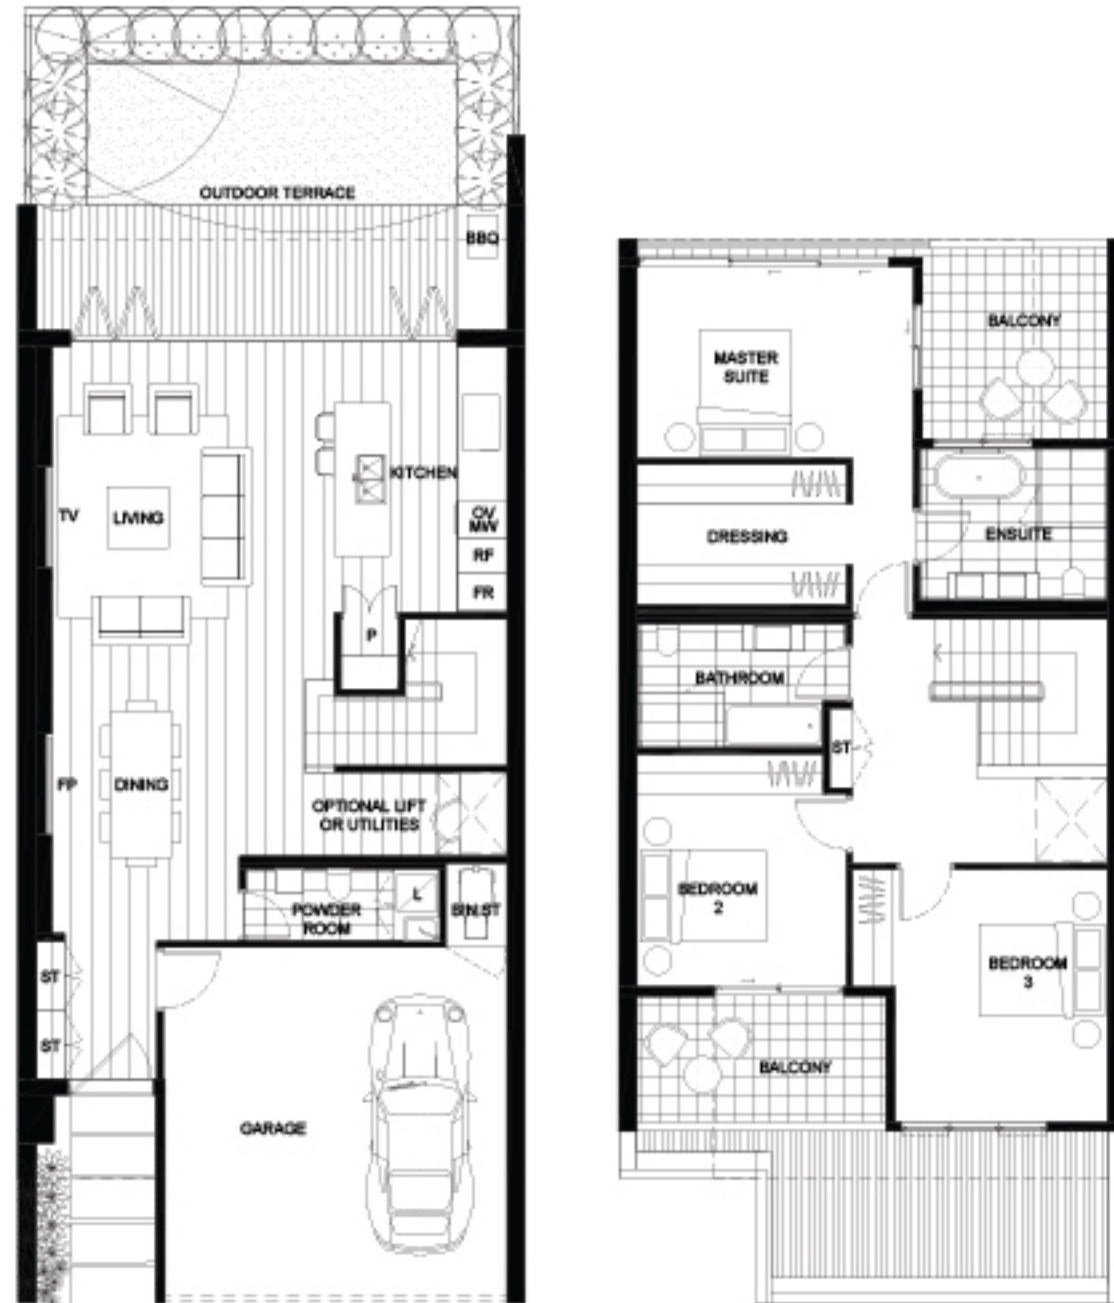 OUTDOOR TERRACE
BBQ
KITCHEN
TV
LIVING
OV
MW
RF
FR
P
FP
DINING
OPTIONAL LIFT
OR UTILITIES
POWDER
ROOM
L
BIN ST
ST
ST
GARAGE
BALCONY
MASTER
SUITE
DRESSING
ENSUITE
BATHROOM
ST
BEDROOM
2
BEDROOM
3
BALCONY